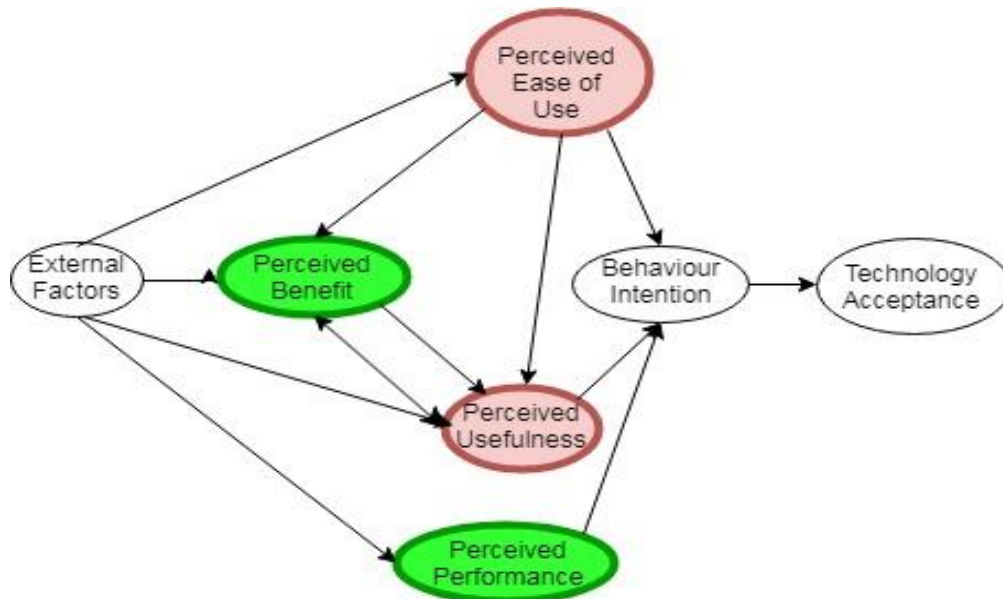 Perceived
Ease of
Use
External
Factors
Perceived
Benefit
Behaviour
Intention
Technology
Acceptance
Perceived
Usefulness
Perceived
Performance